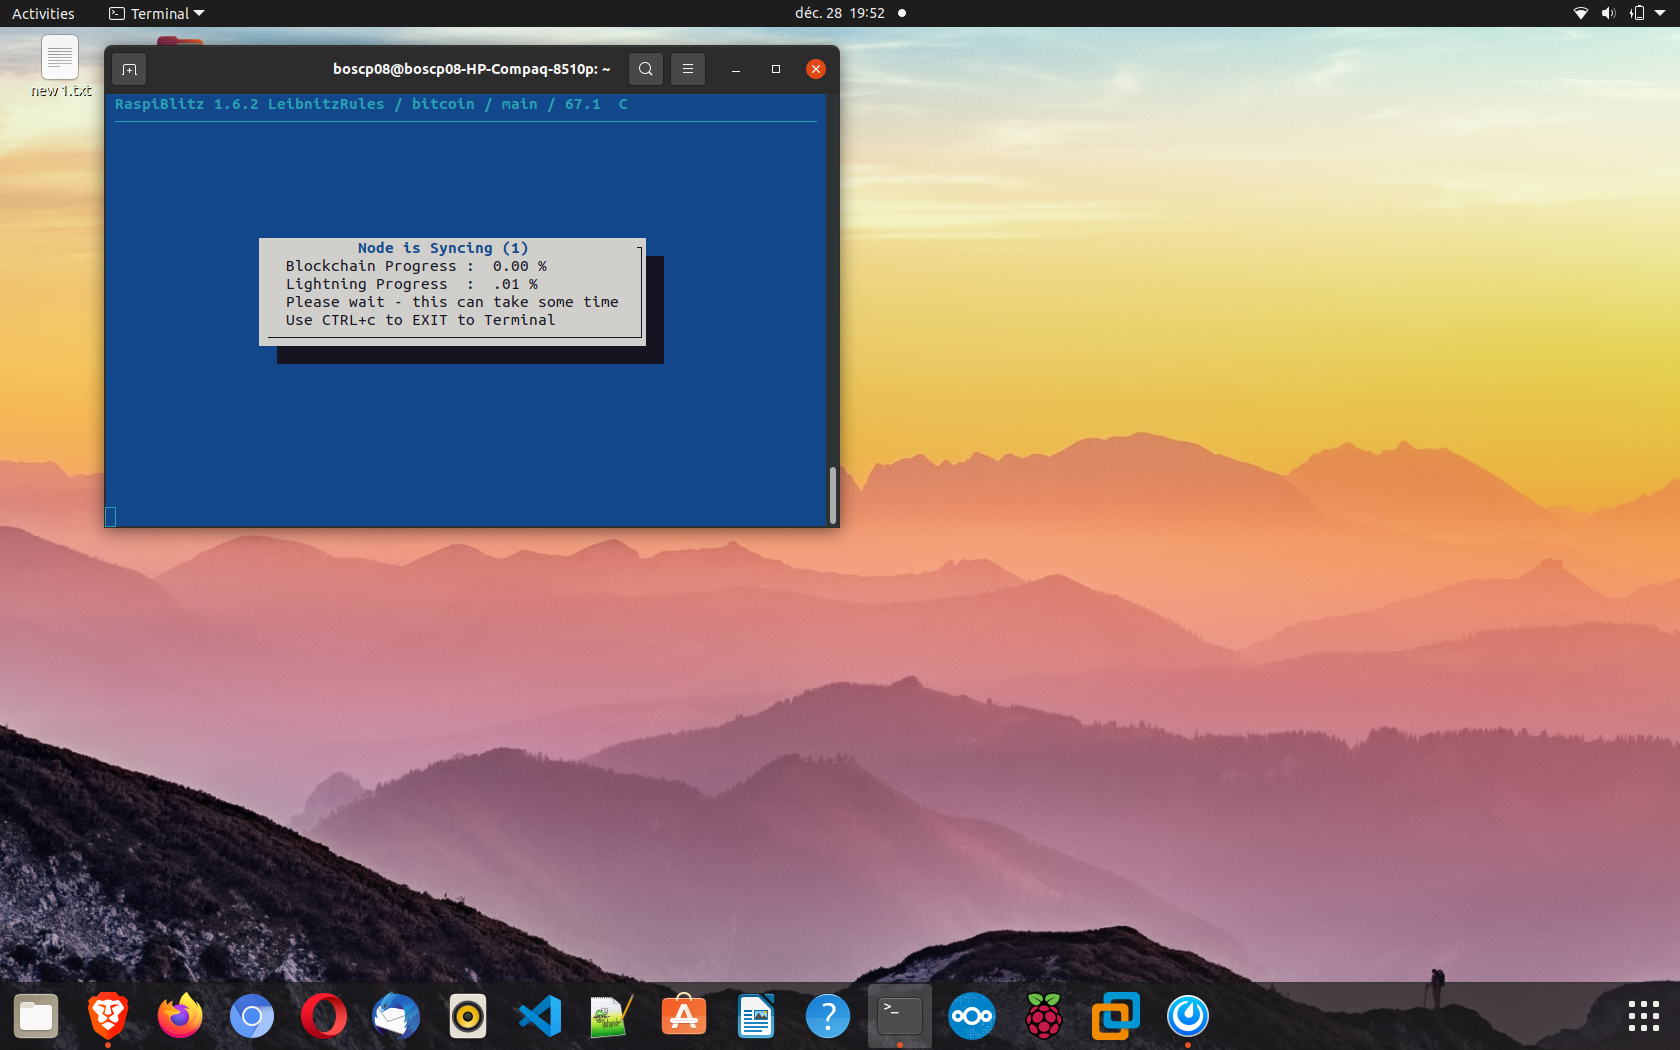 Activities
Terminal
déc. 28 19:52
new 1.txt
boscp08@boscp08-HP-Compaq-8510p: ~
RaspiBlitz 1.6.2 LeibnitzRules / bitcoin / main / 67.1 C
Node is Syncing (1)
Blockchain Progress : 0.00 %
Lightning Progress : .01 %
Please wait - this can take some time
Use CTRL+c to EXIT to Terminal